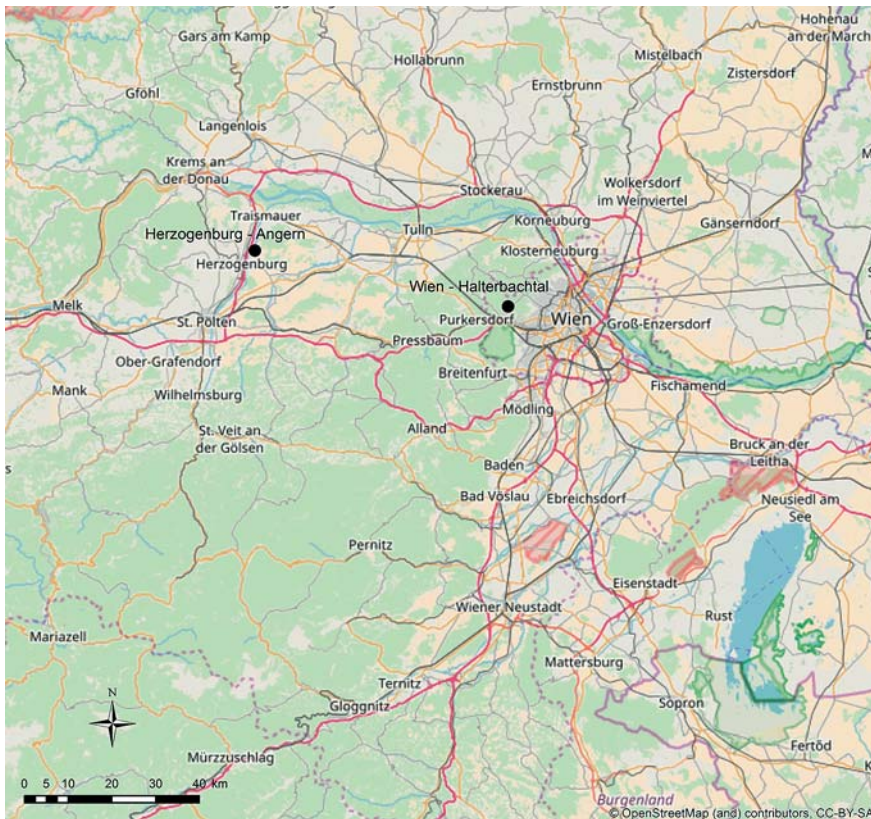 Gars am Kamp
Hohenau
an der March
Hollabrunn
Mistelbach
Zistersdorf
Gföhl
Ernstbrunn
Langenlois
Krems an
der Donau
Stockerau
Wolkersdorf
im Weinviertel
Traismauer
Korneuburg
Gänserndorf
Herzogenburg - Angern
Tulln
Klosterneuburg
Herzogenburg
Wien - Halterbachtal
Melk
St. Pölten
Purkersdorf
Wien
Groß-Enzersdorf
Pressbaum
Ober-Grafendorf
Breitenfurt
Fischamend
Mank
Wilhelmsburg
Mödling
Alland
St. Veit an
der Gölsen
Bruck an der
Leitha
Baden
Bad Vöslau
Ebreichsdorf
Neusiedl am
See
Pernitz
Eisenstadt
Wiener Neustadt
Rust
Mariazell
Mattersburg
Ternitz
Sopron
N
Gloggnitz
Fertőd
Mürzzuschlag
0 5 10 20 30 40 km
Burgenland
© OpenStreetMap (and) contributors, CC-BY-SA